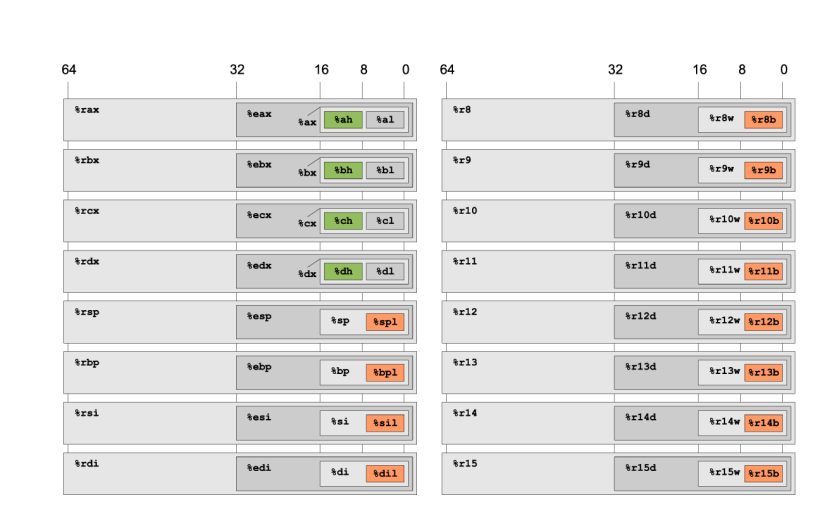 64 32 16 8 0 64 32 16 8 0
%rax %eax %ax %ah %al %r8 %r8d %r8w %r8b
%rbx %ebx %bx %bh %bl %r9 %r9d %r9w %r9b
%rcx %ecx %cx %ch %cl %r10 %r10d %r10w %r10b
%rdx %edx %dx %dh %dl %r11 %r11d %r11w %r11b
%rsp %esp %sp %spl %r12 %r12d %r12w %r12b
%rbp %ebp %bp %bpl %r13 %r13d %r13w %r13b
%rsi %esi %si %sil %r14 %r14d %r14w %r14b
%rdi %edi %di %dil %r15 %r15d %r15w %r15b